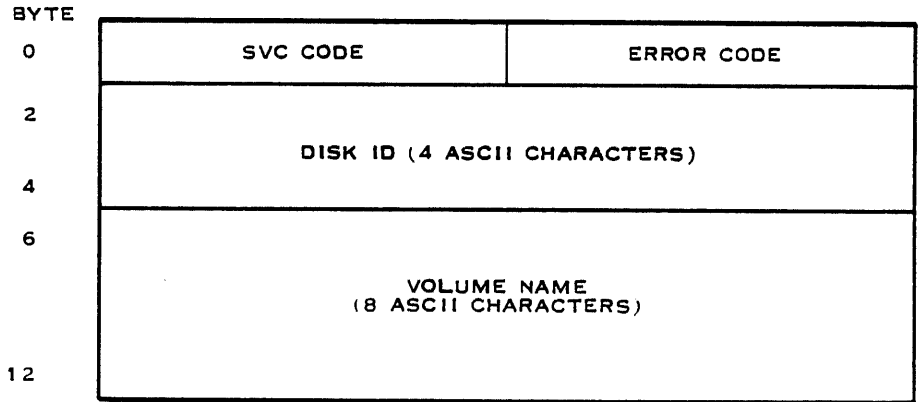 BYTE
0 SVC CODE ERROR CODE
2
DISK ID (4 ASCII CHARACTERS)
4
6
VOLUME NAME
(8 ASCII CHARACTERS)
12